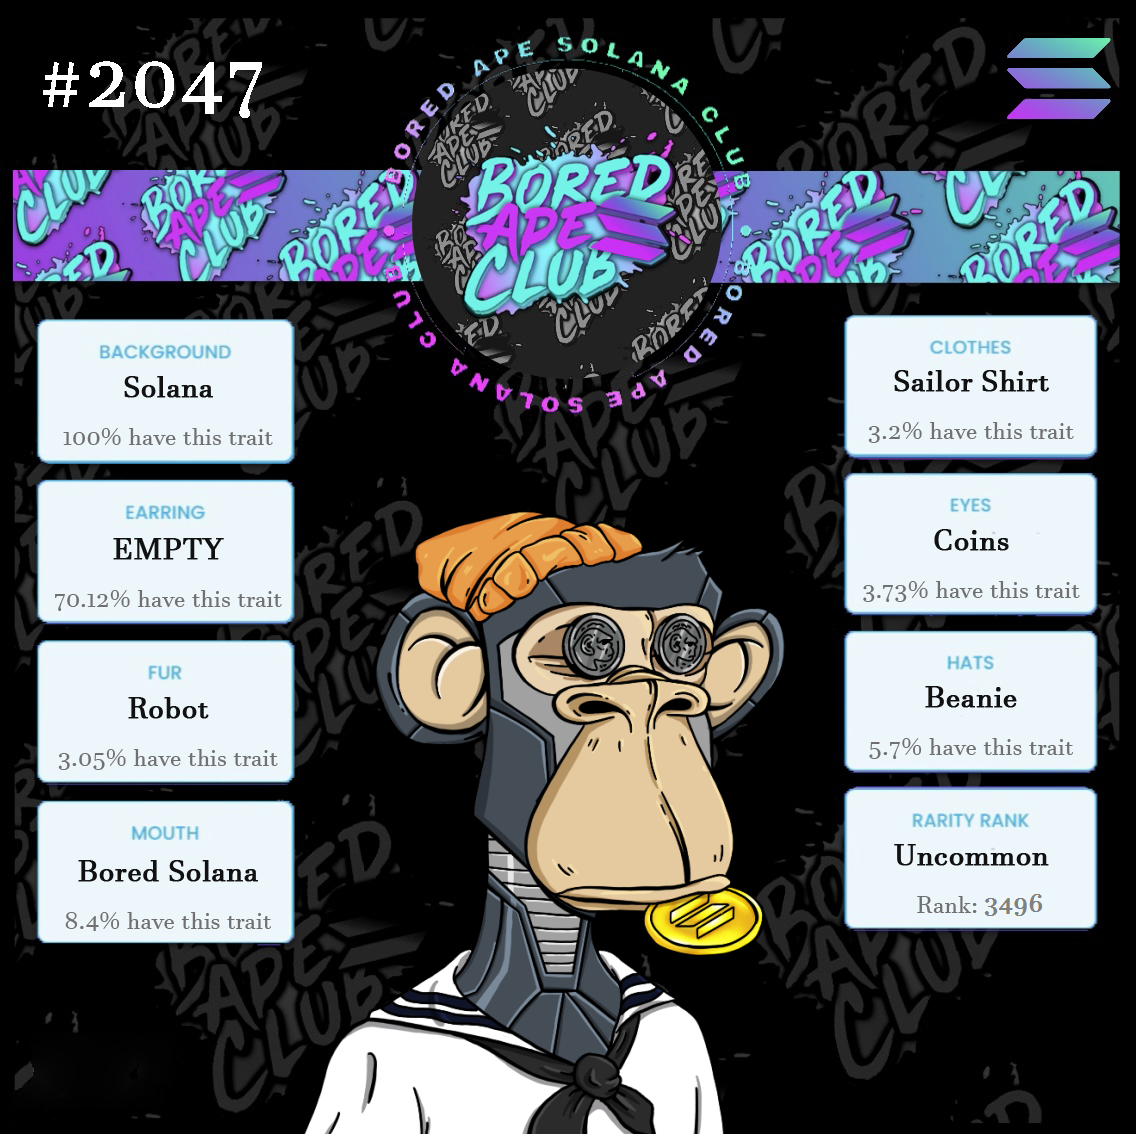 #2047
BORED APE SOLANA CLUB
BORED APE SOLANA CLUB
BORED
APE
CLUB
BACKGROUND
Solana
100% have this trait
EARRING
EMPTY
70.12% have this trait
FUR
Robot
3.05% have this trait
MOUTH
Bored Solana
8.4% have this trait
CLOTHES
Sailor Shirt
3.2% have this trait
EYES
Coins
3.73% have this trait
HATS
Beanie
5.7% have this trait
RARITY RANK
Uncommon
Rank: 3496